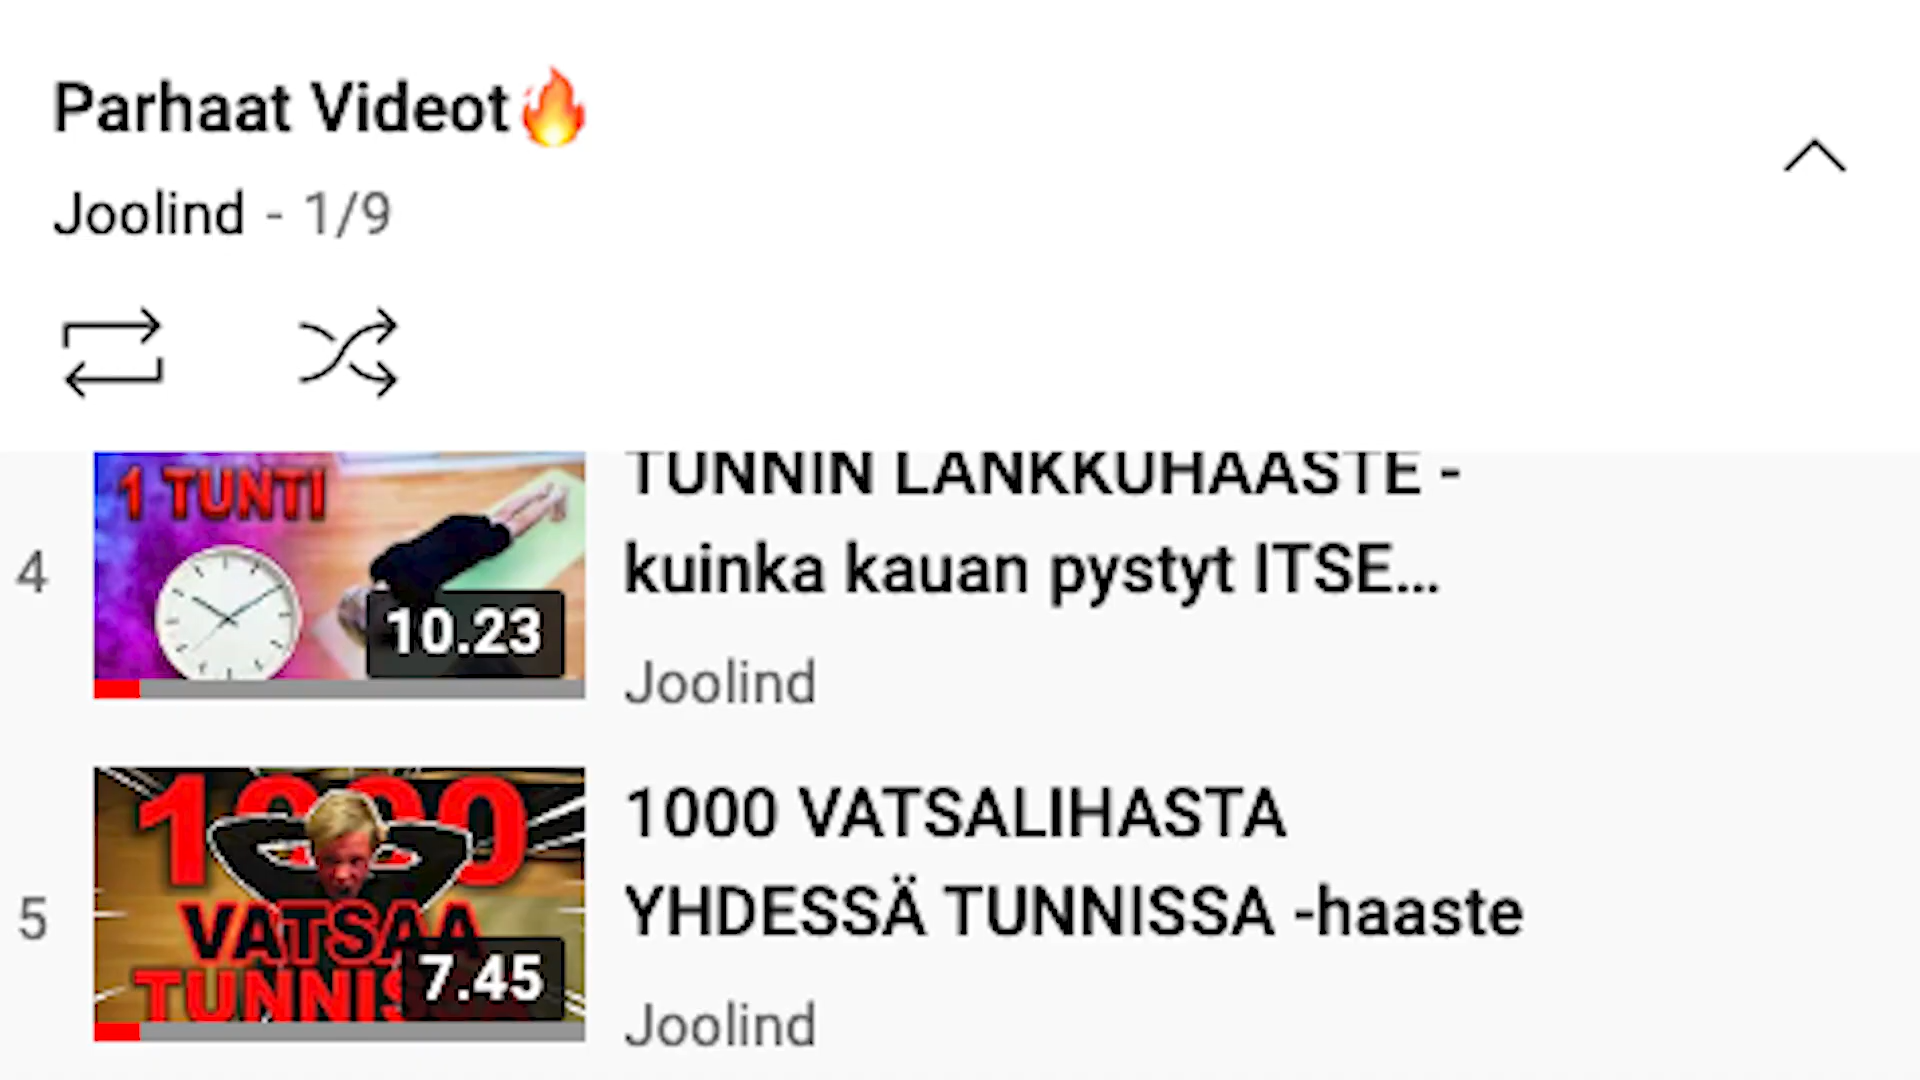 Parhaat Videot🔥
Joolind - 1/9
4
1 TUNTI
10.23
TUNNIN LANKKUHAASTE -
kuinka kauan pystyt ITSE...
Joolind
5
1000
VATSAA
7.45
1000 VATSALIHASTA
YHDESSÄ TUNNISSA -haaste
Joolind